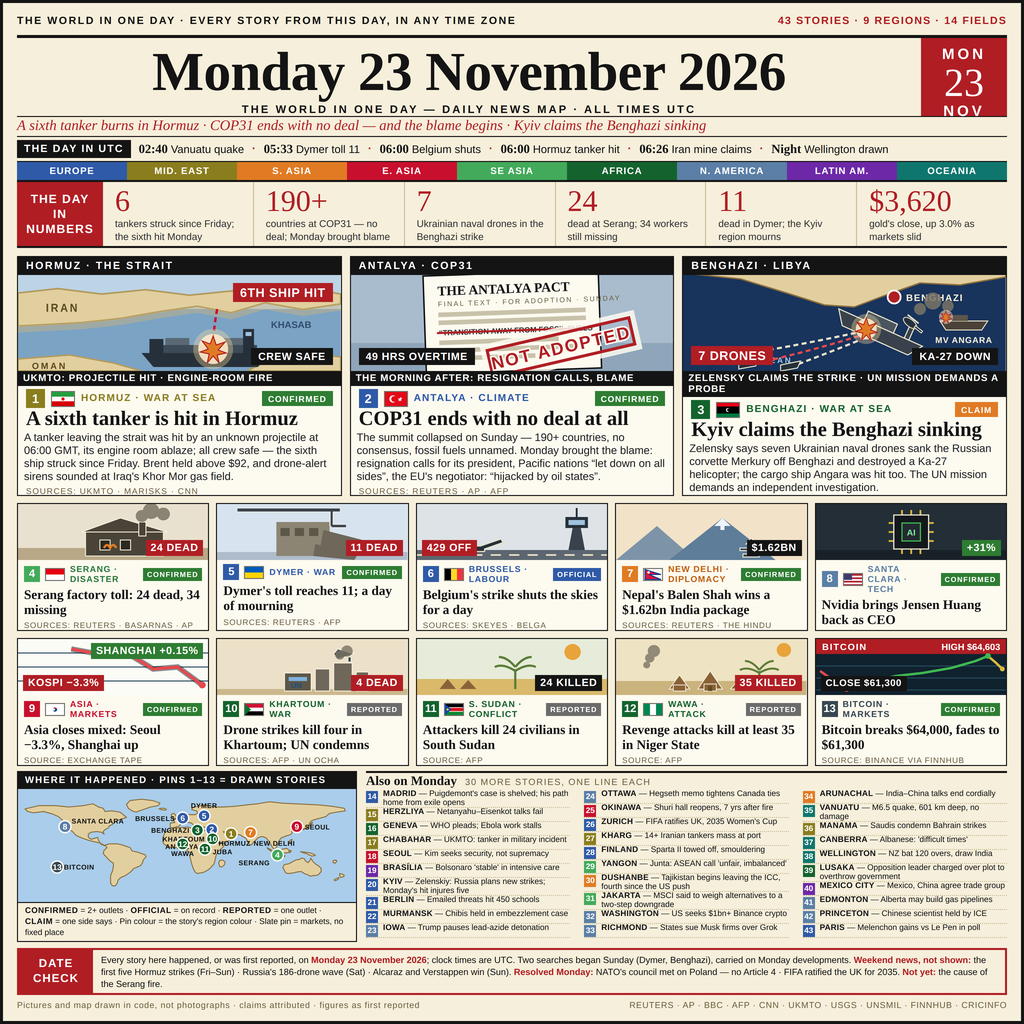 THE WORLD IN ONE DAY · EVERY STORY FROM THIS DAY, IN ANY TIME ZONE
43 STORIES · 9 REGIONS · 14 FIELDS
Monday 23 November 2026
THE WORLD IN ONE DAY — DAILY NEWS MAP · ALL TIMES UTC
MON
23
NOV
A sixth tanker burns in Hormuz · COP31 ends with no deal — and the blame begins · Kyiv claims the Benghazi sinking
THE DAY IN UTC
02:40 Vanuatu quake · 05:33 Dymer toll 11 · 06:00 Belgium shuts · 06:00 Hormuz tanker hit · 06:26 Iran mine claims · Night Wellington drawn
EUROPE
MID. EAST
S. ASIA
E. ASIA
SE ASIA
AFRICA
N. AMERICA
LATIN AM.
OCEANIA
THE DAY
IN
NUMBERS
6
tankers struck since Friday;
the sixth hit Monday
190+
countries at COP31 — no
deal; Monday brought blame
7
Ukrainian naval drones in the
Benghazi strike
24
dead at Serang; 34 workers
still missing
11
dead in Dymer; the Kyiv
region mourns
$3,620
gold's close, up 3.0% as
markets slid
HORMUZ · THE STRAIT
6TH SHIP HIT
IRAN
KHASAB
OMAN
CREW SAFE
UKMTO: PROJECTILE HIT · ENGINE-ROOM FIRE
1 HORMUZ · WAR AT SEA
CONFIRMED
A sixth tanker is hit in Hormuz
A tanker leaving the strait was hit by an unknown projectile at
06:00 GMT, its engine room ablaze; all crew safe — the sixth
ship struck since Friday. Brent held above $92, and drone-alert
sirens sounded at Iraq's Khor Mor gas field.
SOURCES: UKMTO · MARISKS · CNN
ANTALYA · COP31
THE ANTALYA PACT
FINAL TEXT · FOR ADOPTION · SUNDAY
"TRANSITION AWAY FROM
NOT ADOPTED
49 HRS OVERTIME
THE MORNING AFTER: RESIGNATION CALLS, BLAME
2 ANTALYA · CLIMATE
CONFIRMED
COP31 ends with no deal at all
The summit collapsed on Sunday — 190+ countries, no
consensus, fossil fuels unnamed. Monday brought the blame:
resignation calls for its president, Pacific nations “let down on all
sides”, the EU's negotiator: “hijacked by oil states”.
SOURCES: REUTERS · AP · AFP
BENGHAZI · LIBYA
BENGHAZI
MV ANGARA
7 DRONES
KA-27 DOWN
ZELENSKY CLAIMS THE STRIKE · UN MISSION DEMANDS A
PROBE
3 BENGHAZI · WAR AT SEA
CLAIM
Kyiv claims the Benghazi sinking
Zelensky says seven Ukrainian naval drones sank the Russian
corvette Merkury off Benghazi and destroyed a Ka-27
helicopter; the cargo ship Angara was hit too. The UN mission
demands an independent investigation.
24 DEAD
4 SERANG ·
DISASTER
CONFIRMED
Serang factory toll: 24 dead, 34
missing
SOURCES: REUTERS · BASARNAS · AP
11 DEAD
5 DYMER · WAR
CONFIRMED
Dymer's toll reaches 11; a day
of mourning
SOURCES: REUTERS · AFP
429 OFF
6 BRUSSELS ·
LABOUR
OFFICIAL
Belgium's strike shuts the skies
for a day
SOURCES: SKEYES · BELGA
$1.62BN
7 NEW DELHI ·
DIPLOMACY
CONFIRMED
Nepal's Balen Shah wins a
$1.62bn India package
SOURCES: REUTERS · THE HINDU
AI
+31%
8 SANTA
CLARA ·
TECH
CONFIRMED
Nvidia brings Jensen Huang
back as CEO
SHANGHAI +0.15%
KOSPI −3.3%
9 ASIA ·
MARKETS
CONFIRMED
Asia closes mixed: Seoul
−3.3%, Shanghai up
SOURCE: EXCHANGE TAPE
4 DEAD
10 KHARTOUM ·
WAR
REPORTED
Drone strikes kill four in
Khartoum; UN condemns
SOURCES: AFP · UN OCHA
24 KILLED
11 S. SUDAN ·
CONFLICT
REPORTED
Attackers kill 24 civilians in
South Sudan
SOURCE: AFP
35 KILLED
12 WAWA ·
ATTACK
REPORTED
Revenge attacks kill at least 35
in Niger State
SOURCE: AFP
BITCOIN
HIGH $64,603
CLOSE $61,300
13 BITCOIN ·
MARKETS
CONFIRMED
Bitcoin breaks $64,000, fades to
$61,300
SOURCE: BINANCE VIA FINNHUB
WHERE IT HAPPENED · PINS 1–13 = DRAWN STORIES
DYMER
8 SANTA CLARA
BRUSSELS 6 5
BENGHAZI 3 2 1 7
9 SEOUL
10 HORMUZ NEW DELHI
12 WAWA
11 JUBA
SERANG 4
13 BITCOIN
CONFIRMED = 2+ outlets · OFFICIAL = on record · REPORTED = one outlet ·
CLAIM = one side says · Pin colour = the story's region · Slate pin = markets, no
fixed place
Also on Monday 30 MORE STORIES, ONE LINE EACH
14 MADRID — Puigdemont's case is shelved; his path
home from exile opens
15 HERZLIYA — Netanyahu–Eisenkot talks fail
16 GENEVA — WHO pleads; Ebola work stalls
17 CHABAHAR — UKMTO: tanker in military incident
18 SEOUL — Kim seeks security, not supremacy
19 BRASÍLIA — Bolsonaro 'stable' in intensive care
20 KYIV — Zelenskiy: Russia plans new strikes;
Monday's hit injures five
21 BERLIN — Emailed threats hit 450 schools
22 MURMANSK — Chibis held in embezzlement case
23 IOWA — Trump pauses lead-azide detonation
24 OTTAWA — Hegseth memo tightens Canada ties
25 OKINAWA — Shuri hall reopens, 7 yrs after fire
26 ZURICH — FIFA ratifies UK, 2035 Women's Cup
27 KHARG — 14+ Iranian tankers mass at port
28 FINLAND — Sparta II towed off, smouldering
29 YANGON — Junta: ASEAN call 'unfair, imbalanced'
30 DUSHANBE — Tajikistan begins leaving the ICC,
fourth since the US push
31 JAKARTA — MSCI said to weigh alternatives to a
two-step downgrade
32 WASHINGTON — US seeks $1bn+ Binance crypto
33 RICHMOND — States sue Musk firms over Grok
34 ARUNACHAL — India–China talks end cordially
35 VANUATU — M6.5 quake, 601 km deep, no
damage
36 MANAMA — Saudis condemn Bahrain strikes
37 CANBERRA — Albanese: 'difficult times'
38 WELLINGTON — NZ bat 120 overs, draw India
39 LUSAKA — Opposition leader charged over plot to
overthrow government
40 MEXICO CITY — Mexico, China agree trade group
41 EDMONTON — Alberta may build gas pipelines
42 PRINCETON — Chinese scientist held by ICE
43 PARIS — Melenchon gains vs Le Pen in poll
DATE
CHECK
Every story here happened, or was first reported, on Monday 23 November 2026; clock times are UTC. Two searches began Sunday (Dymer, Benghazi), carried on Monday developments. Weekend news, not shown: the
first five Hormuz strikes (Fri–Sun) · Russia's 186-drone wave (Sat) · Alcaraz and Verstappen win (Sun). Resolved Monday: NATO's council met on Poland — no Article 4 · FIFA ratified the UK for 2035. Not yet: the cause of
the Serang fire.
Pictures and map drawn in code, not photographs · claims attributed · figures as first reported
REUTERS · AP · BBC · AFP · CNN · UKMTO · USGS · UNSMIL · FINNHUB · CRICINFO